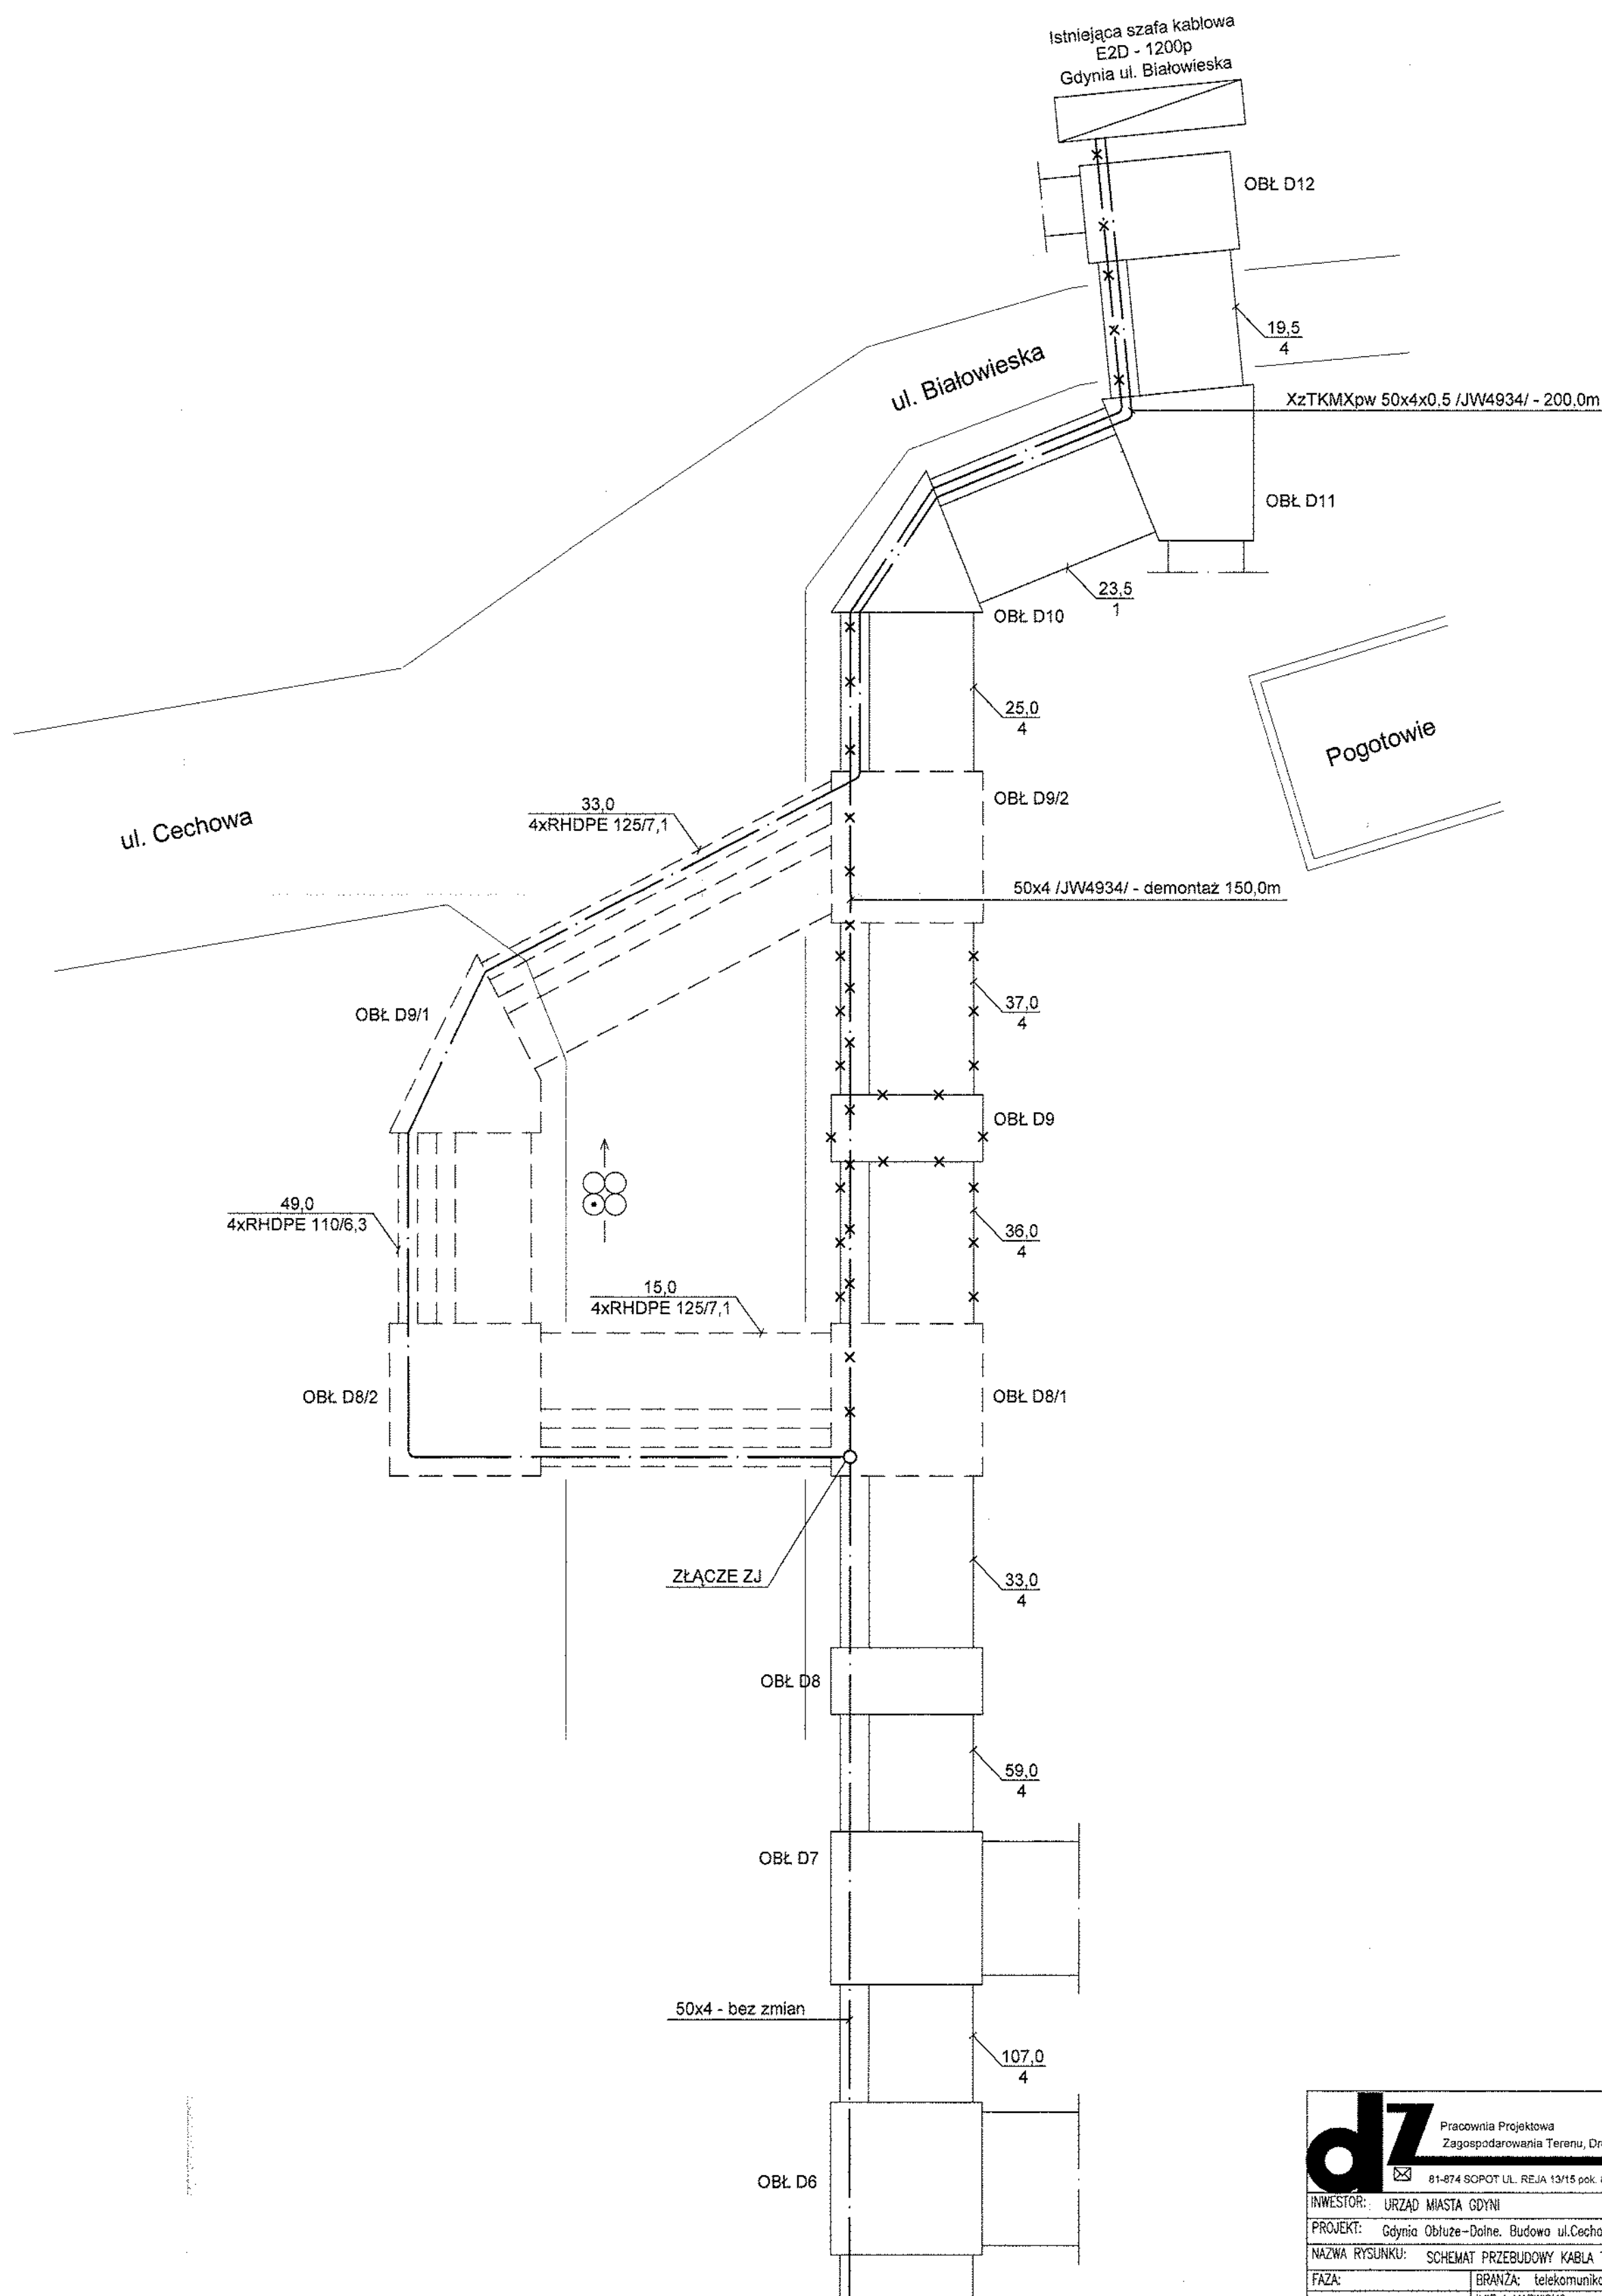 Istniejąca szafa kablowa
E2D - 1200p
Gdynia ul. Białowieska
OBŁ D12
19,5
4
ul. Białowieska
XzTKMXpw 50x4x0,5 /JW4934/ - 200,0m
OBŁ D11
23,5
1
OBŁ D10
25,0
4
Pogotowie
OBŁ D9/2
33,0
4xRHDPE 125/7,1
ul. Cechowa
50x4 /JW4934/ - demontaż 150,0m
OBŁ D9/1
37,0
4
OBŁ D9
49,0
4xRHDPE 110/6,3
36,0
4
15,0
4xRHDPE 125/7,1
OBŁ D8/2
OBŁ D8/1
ZŁĄCZE ZJ
33,0
4
OBŁ D8
59,0
4
OBŁ D7
50x4 - bez zmian
107,0
4
OBŁ D6
dz
Pracownia Projektowa
Zagospodarowania Terenu,
81-874 SOPOT UL. REJA 13/15 pok.
INWESTOR: URZĄD MIASTA GDYNI
PROJEKT: Gdynia Obłuże-Dolne. Budowa
NAZWA RYSUNKU: SCHEMAT PRZEBUDOWY KABLA
FAZA:
BRANŻA: